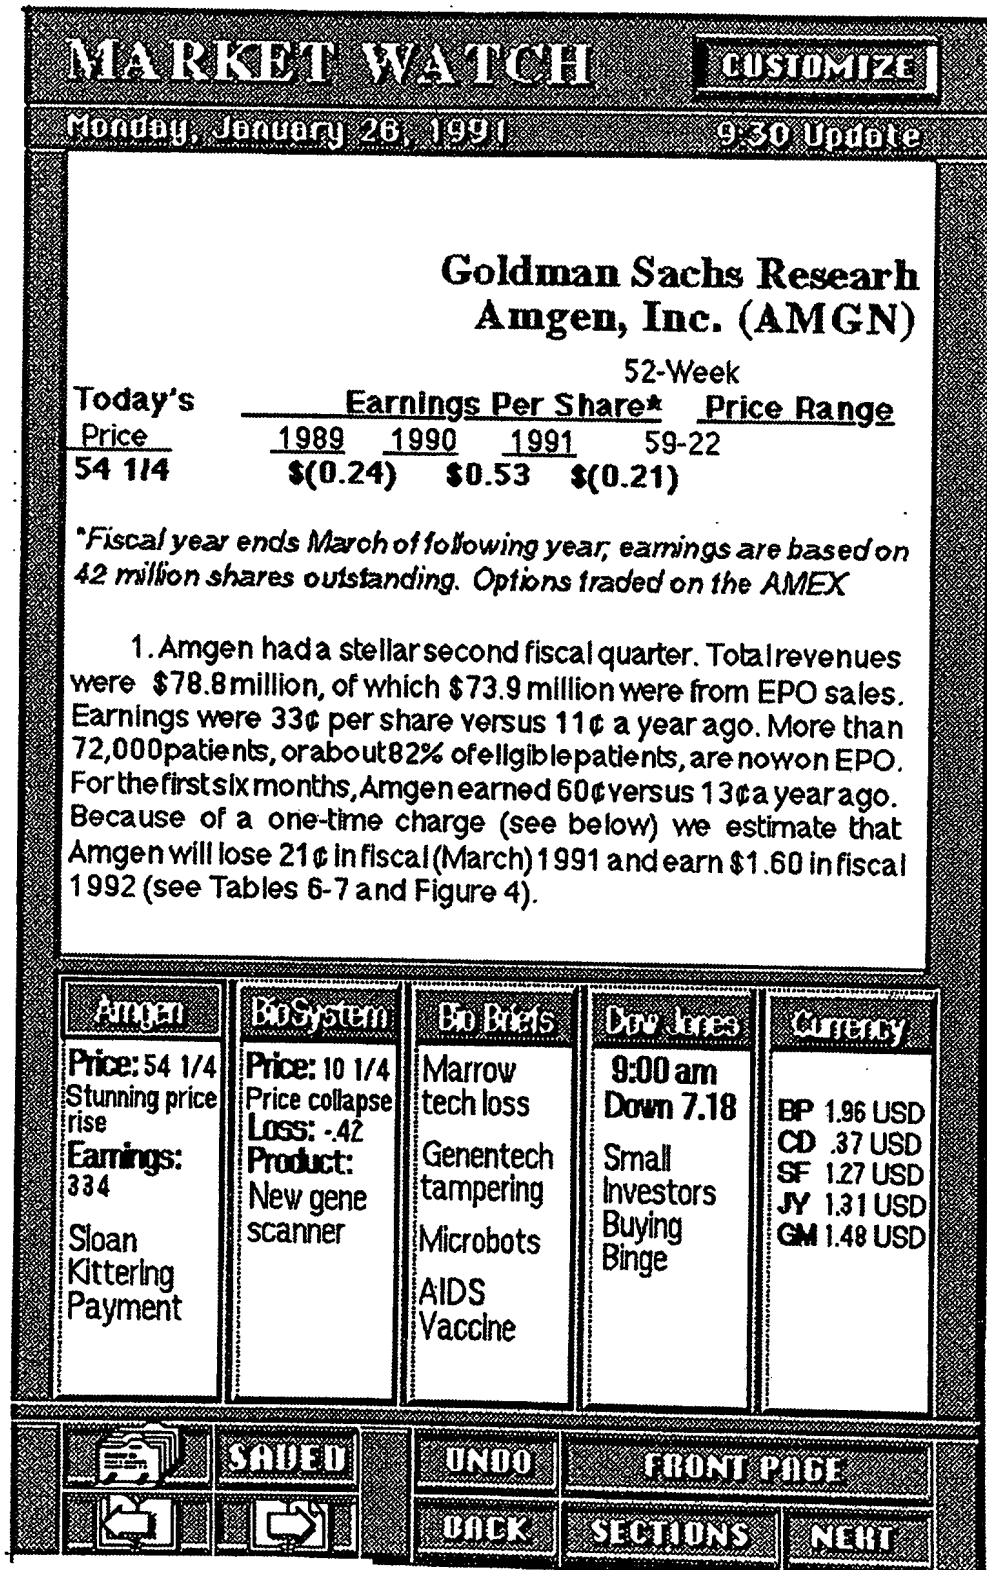 MARKET WATCH
CUSTOMIZE
Monday, January 26, 1991
9:30 Update
Goldman Sachs Researh
Amgen, Inc. (AMGN)
52-Week
Today's Earnings Per Share* Price Range
Price 1989 1990 1991 59-22
54 1/4 $(0.24) $0.53 $(0.21)
*Fiscal year ends March of following year; earnings are based on
42 million shares outstanding. Options traded on the AMEX
1. Amgen had a stellar second fiscal quarter. Total revenues
were $78.8 million, of which $73.9 million were from EPO sales.
Earnings were 33¢ per share versus 11¢ a year ago. More than
72,000 patients, or about 82% of eligible patients, are now on EPO.
For the first six months, Amgen earned 60¢ versus 13¢ a year ago.
Because of a one-time charge (see below) we estimate that
Amgen will lose 21¢ in fiscal (March) 1991 and earn $1.60 in fiscal
1992 (see Tables 6-7 and Figure 4).
Amgen
Price: 54 1/4
Stunning price
rise
Earnings:
334
Sloan
Kittering
Payment
BioSystem
Price: 10 1/4
Price collapse
Loss: -.42
Product:
New gene
scanner
Bio Briefs
Marrow
tech loss
Genentech
tampering
Microbots
AIDS
Vaccine
Dow Jones
9:00 am
Down 7.18
Small
Investors
Buying
Binge
Currency
BP 1.96 USD
CD .37 USD
SF 1.27 USD
JY 1.31 USD
GM 1.48 USD
SAVED
UNDO
FRONT PAGE
BACK
SECTIONS
NEXT